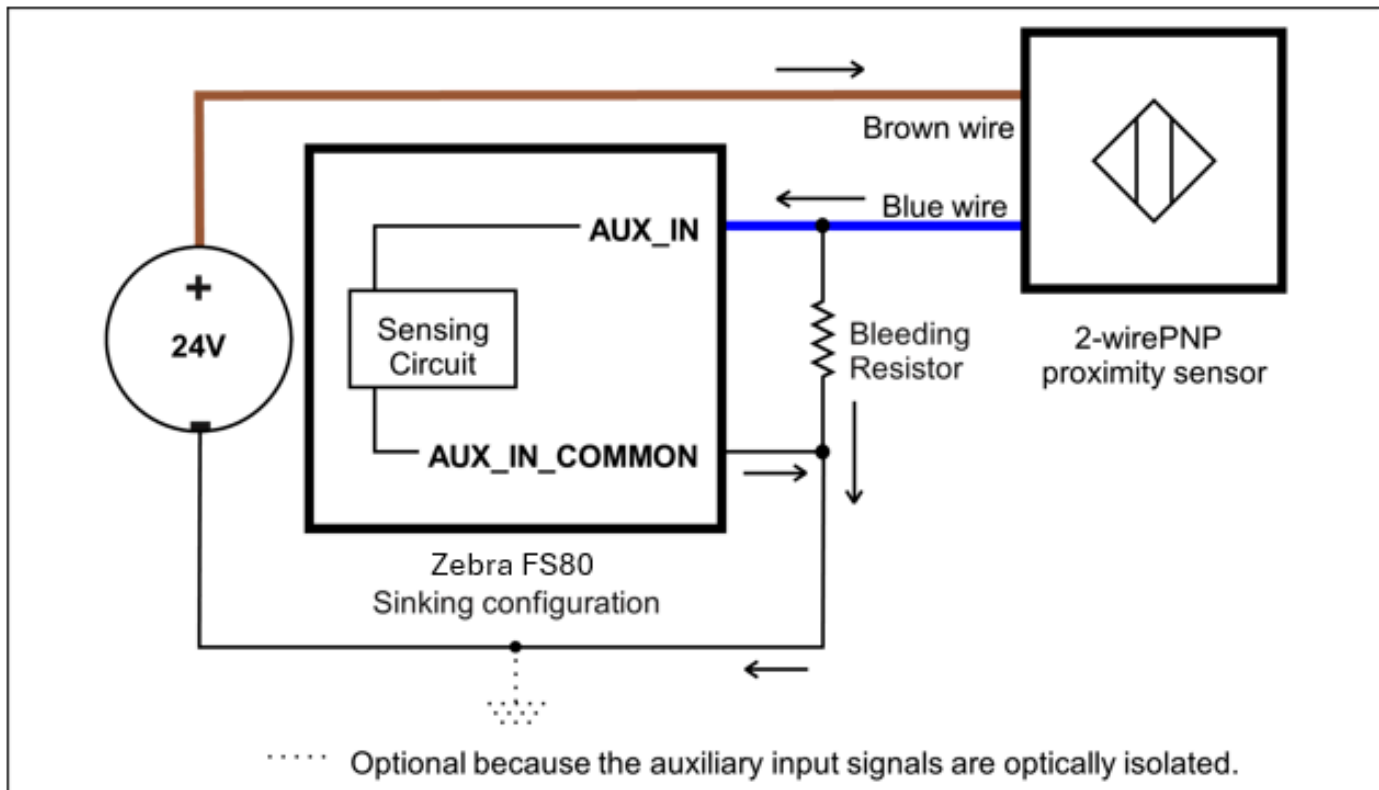 Brown wire
Blue wire
AUX_IN
+
24V
-
Sensing
Circuit
Bleeding
Resistor
2-wirePNP
proximity sensor
AUX_IN_COMMON
Zebra FS80
Sinking configuration
Optional because the auxiliary input signals are optically isolated.